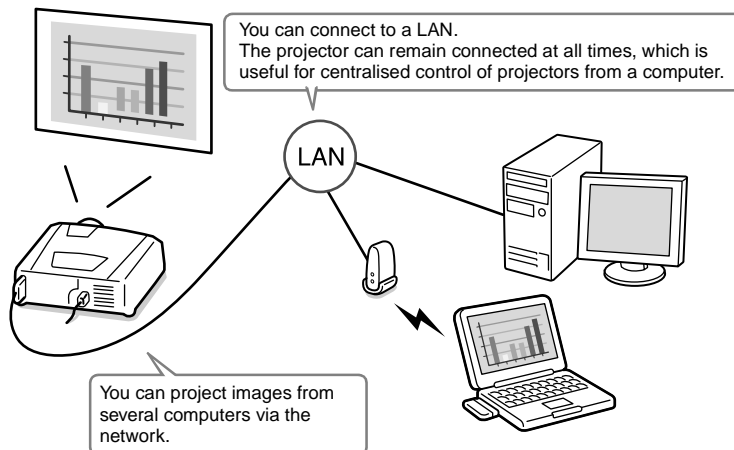 You can connect to a LAN.
The projector can remain connected at all times, which is
useful for centralised control of projectors from a computer.
LAN
You can project images from
several computers via the
network.